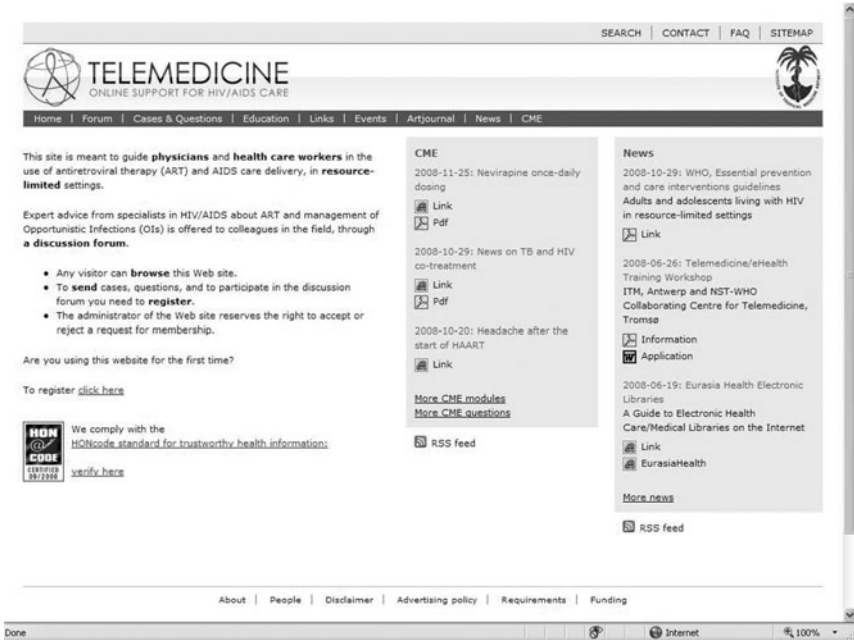 SEARCH | CONTACT | FAQ | SITEMAP
TELEMEDICINE
ONLINE SUPPORT FOR HIV/AIDS CARE
Home | Forum | Cases & Questions | Education | Links | Events | Artjournal | News | CME
This site is meant to guide physicians and health care workers in the
use of antiretroviral therapy (ART) and AIDS care delivery, in resource-
limited settings.
Expert advice from specialists in HIV/AIDS about ART and management of
Opportunistic Infections (OIs) is offered to colleagues in the field, through
a discussion forum.
• Any visitor can browse this Web site.
• To send cases, questions, and to participate in the discussion
forum you need to register.
• The administrator of the Web site reserves the right to accept or
reject a request for membership.
Are you using this website for the first time?
To register click here
HON
@
CODE
CERTIFIED
09/2008
We comply with the
HONcode standard for trustworthy health information:
verify here
CME
2008-11-25: Nevirapine once-daily
dosing
Link
Pdf
2008-10-29: News on TB and HIV
co-treatment
Link
Pdf
2008-10-20: Headache after the
start of HAART
Link
More CME modules
More CME questions
RSS feed
News
2008-10-29: WHO, Essential prevention
and care interventions guidelines
Adults and adolescents living with HIV
in resource-limited settings
Link
2008-06-26: Telemedicine/eHealth
Training Workshop
ITM, Antwerp and NST-WHO
Collaborating Centre for Telemedicine,
Tromsø
Information
Application
2008-06-19: Eurasia Health Electronic
Libraries
A Guide to Electronic Health
Care/Medical Libraries on the Internet
Link
EurasiaHealth
More news
RSS feed
About | People | Disclaimer | Advertising policy | Requirements | Funding
Done
Internet
100%